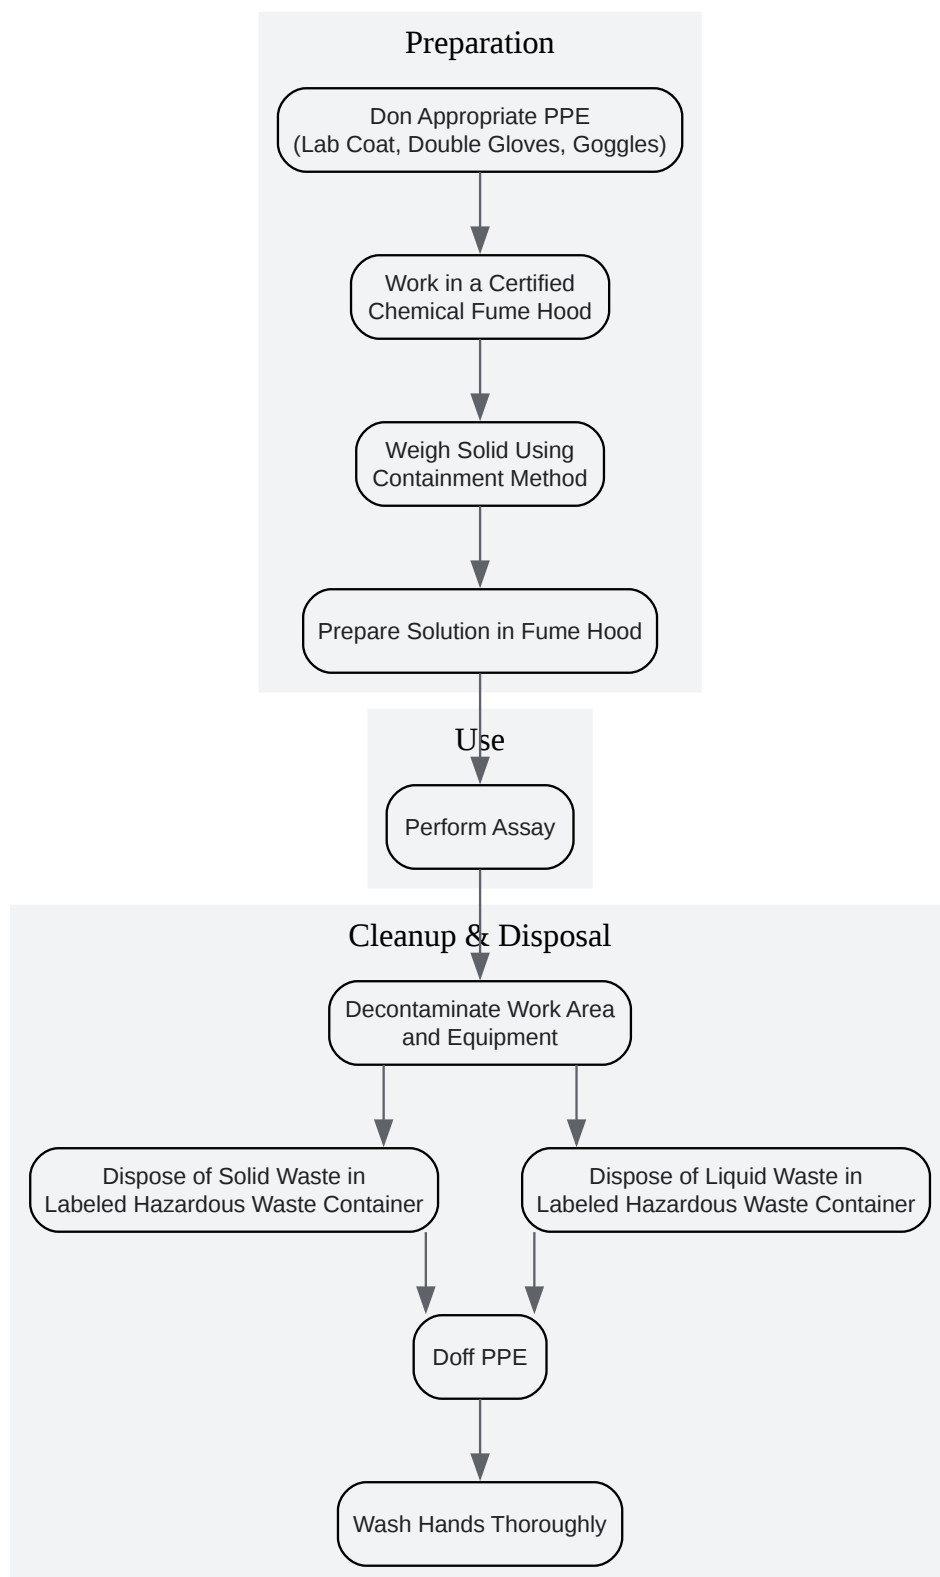 Preparation
Don Appropriate PPE
(Lab Coat, Double Gloves, Goggles)
Work in a Certified
Chemical Fume Hood
Weigh Solid Using
Containment Method
Prepare Solution in Fume Hood
Use
Perform Assay
Cleanup & Disposal
Decontaminate Work Area
and Equipment
Dispose of Solid Waste in
Labeled Hazardous Waste Container
Dispose of Liquid Waste in
Labeled Hazardous Waste Container
Doff PPE
Wash Hands Thoroughly